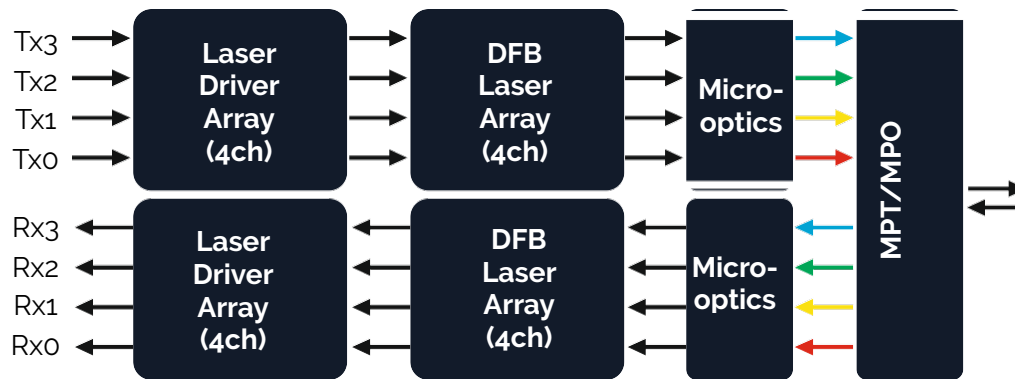 Tx3
Tx2
Tx1
Tx0
Laser
Driver
Array
(4ch)
DFB
Laser
Array
(4ch)
Micro-
optics
MPT/MPO
Rx3
Rx2
Rx1
Rx0
Laser
Driver
Array
(4ch)
DFB
Laser
Array
(4ch)
Micro-
optics